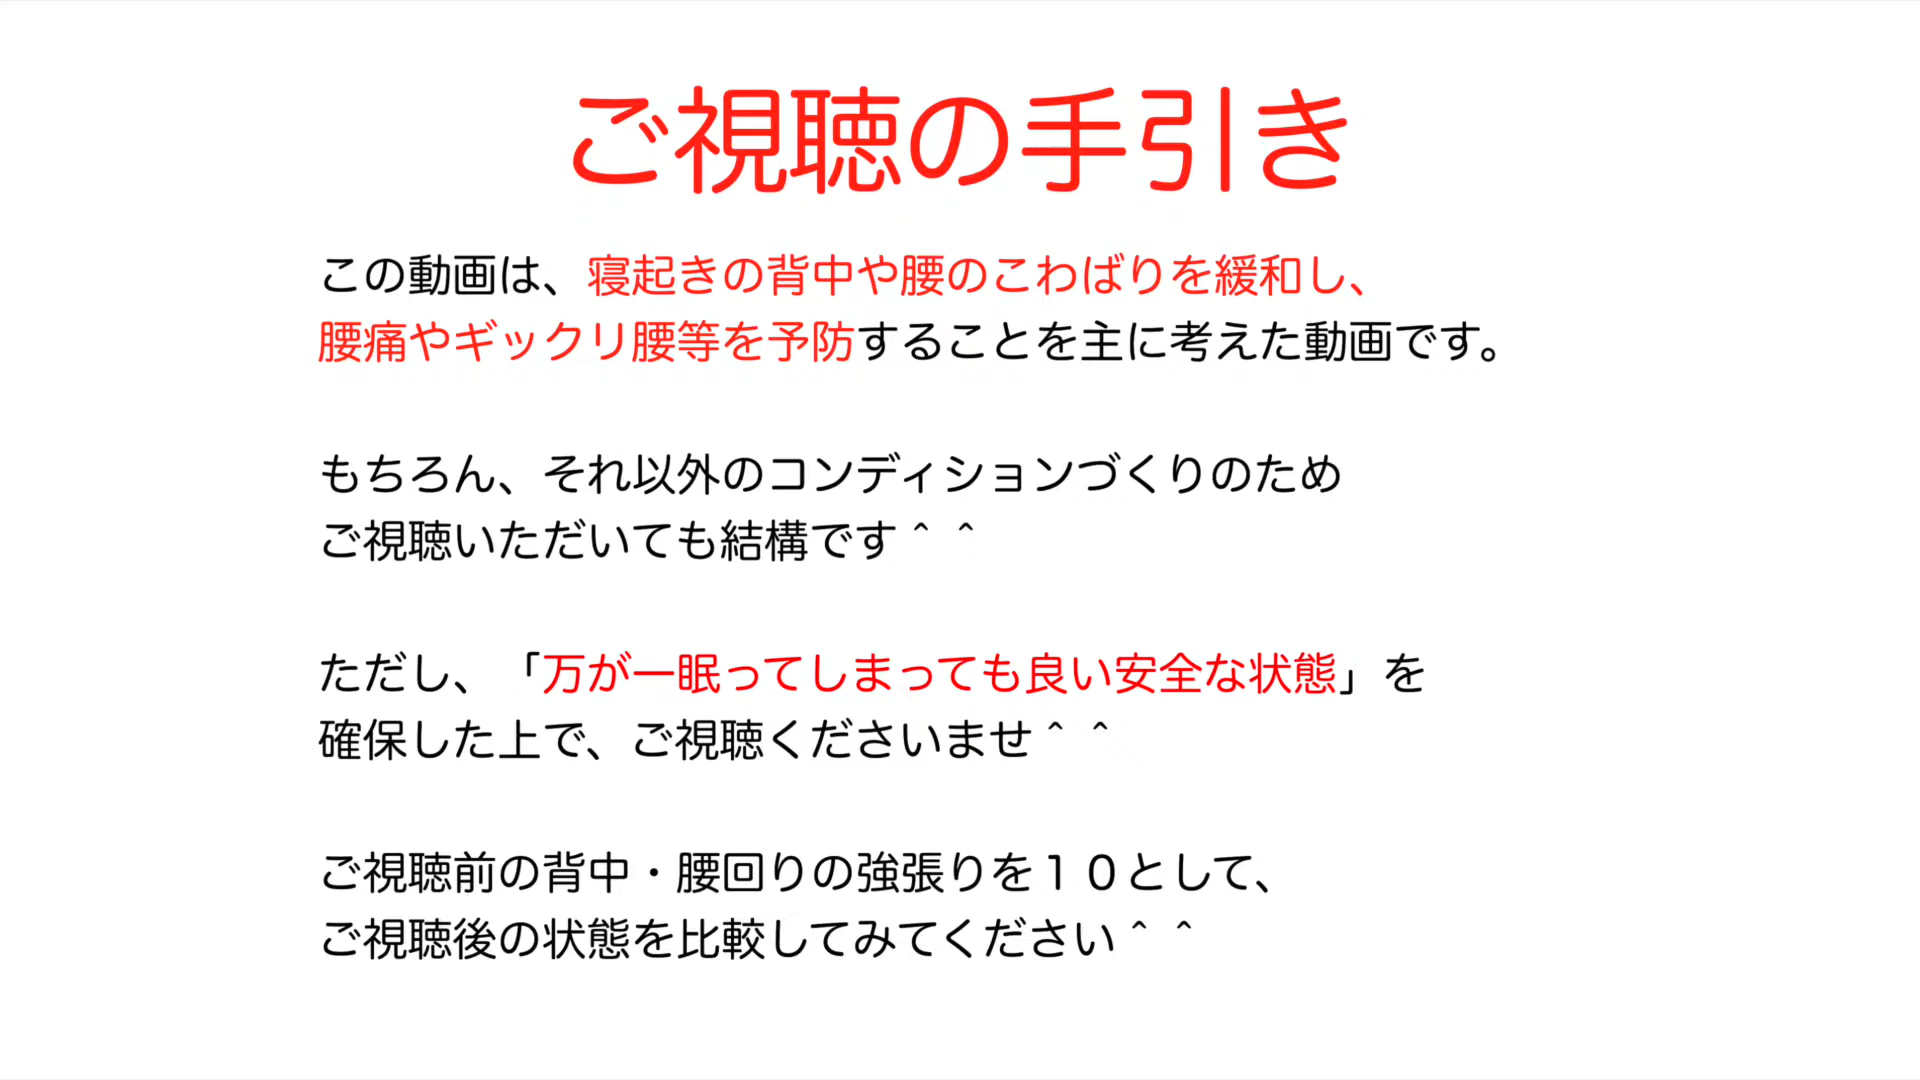 ご視聴の手引き
この動画は、寝起きの背中や腰のこわばりを緩和し、
腰痛やギックリ腰等を予防することを主に考えた動画です。
もちろん、それ以外のコンディションづくりのため
ご視聴いただいても結構です＾＾
ただし、「万が一眠ってしまっても良い安全な状態」を
確保した上で、ご視聴くださいませ＾＾
ご視聴前の背中・腰回りの強張りを１０として、
ご視聴後の状態を比較してみてください＾＾